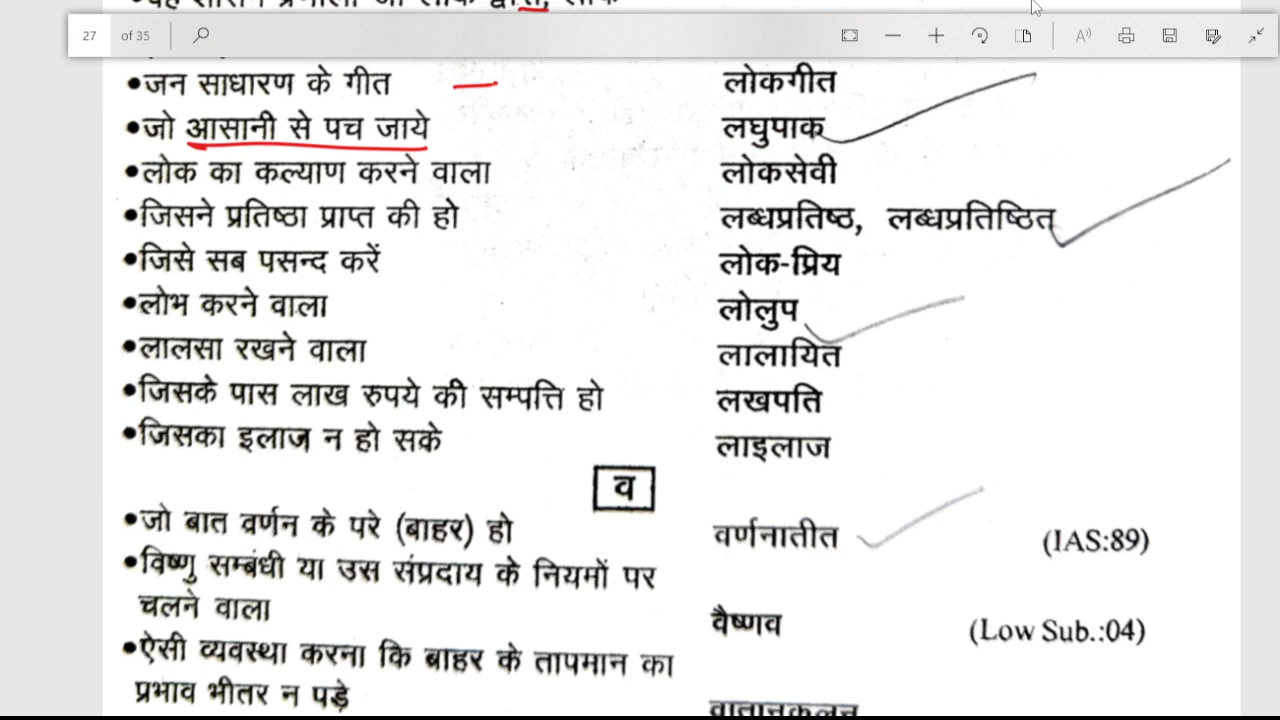 27 of 35
•जन साधारण के गीत लोकगीत
•जो आसानी से पच जाये लघुपाक
•लोक का कल्याण करने वाला लोकसेवी
•जिसने प्रतिष्ठा प्राप्त की हो लब्धप्रतिष्ठ, लब्धप्रतिष्ठित
•जिसे सब पसन्द करें लोक-प्रिय
•लोभ करने वाला लोलुप
•लालसा रखने वाला लालायित
•जिसके पास लाख रुपये की सम्पत्ति हो लखपति
•जिसका इलाज न हो सके लाइलाज
व
•जो बात वर्णन के परे (बाहर) हो वर्णनातीत (IAS:89)
•विष्णु सम्बंधी या उस संप्रदाय के नियमों पर
चलने वाला वैष्णव (Low Sub.:04)
•ऐसी व्यवस्था करना कि बाहर के तापमान का
प्रभाव भीतर न पड़े